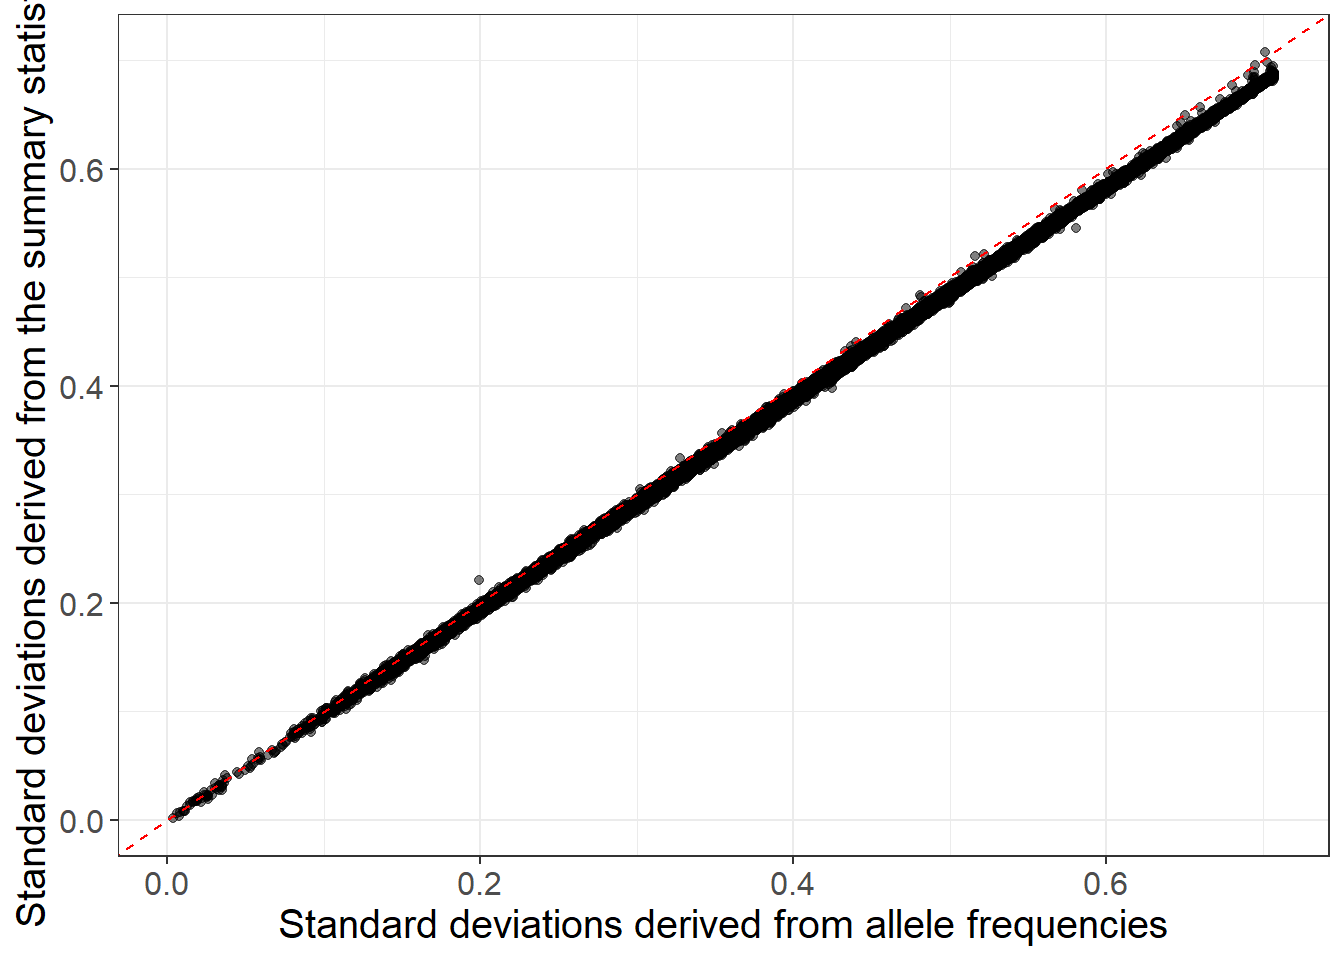 Standard deviations derived from the summary statis
0.6
0.4
0.2
0.0
0.0 0.2 0.4 0.6
Standard deviations derived from allele frequencies